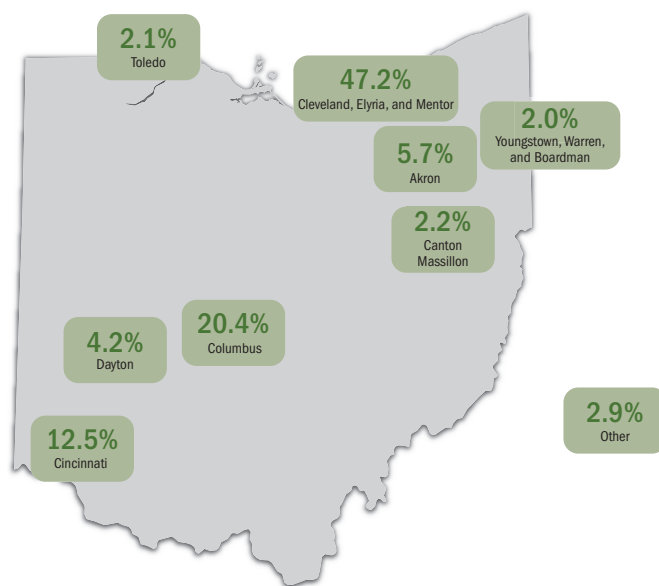 2.1%
Toledo
47.2%
Cleveland, Elyria, and Mentor
2.0%
Youngstown, Warren,
and Boardman
5.7%
Akron
2.2%
Canton
Massillon
20.4%
Columbus
4.2%
Dayton
2.9%
Other
12.5%
Cincinnati